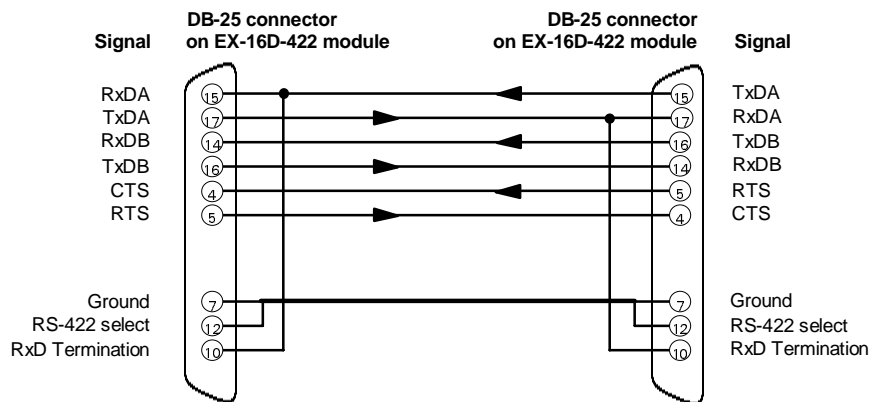 DB-25 connector
on EX-16D-422 module
DB-25 connector
on EX-16D-422 module
Signal
Signal
RxDA 15 15 TxDA
TxDA 17 17 RxDA
RxDB 14 16 TxDB
TxDB 16 14 RxDB
CTS 4 5 RTS
RTS 5 4 CTS
Ground 7 7 Ground
RS-422 select 12 12 RS-422 select
RxD Termination 10 10 RxD Termination